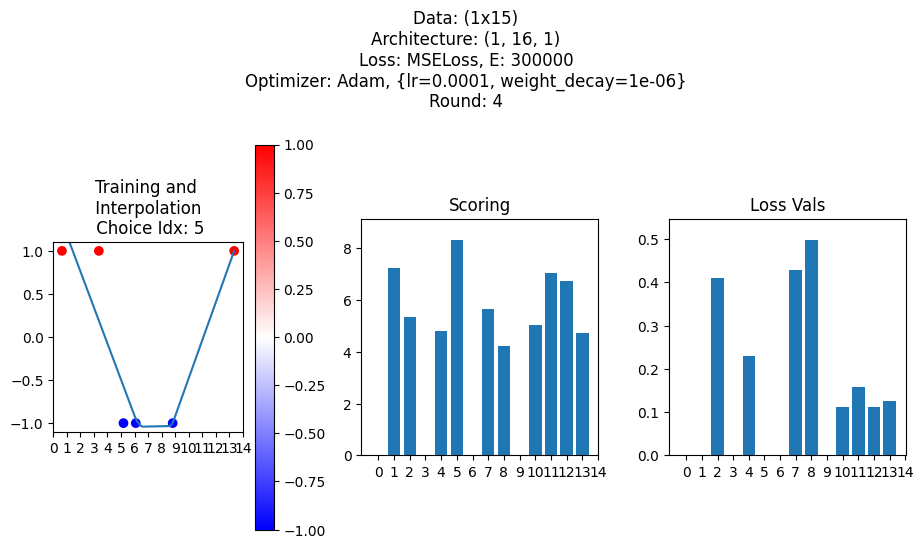 Data: (1x15)
Architecture: (1, 16, 1)
Loss: MSELoss, E: 300000
Optimizer: Adam, {lr=0.0001, weight_decay=1e-06}
Round: 4
Training and
Interpolation
Choice Idx: 5
1.0
0.5
0.0
−0.5
−1.0
0 1 2 3 4 5 6 7 8 9 10 11 12 13 14
1.00
0.75
0.50
0.25
0.00
−0.25
−0.50
−0.75
−1.00
Scoring
8
6
4
2
0
0 1 2 3 4 5 6 7 8 9 10 11 12 13 14
Loss Vals
0.5
0.4
0.3
0.2
0.1
0.0
0 1 2 3 4 5 6 7 8 9 10 11 12 13 14